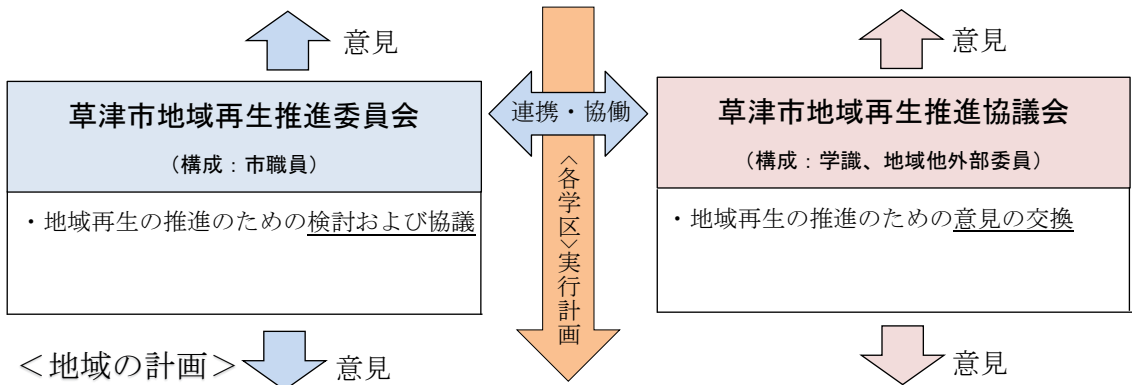 意見
意見
草津市地域再生推進委員会
（構成：市職員）
・地域再生の推進のための検討および協議
連携・協働
＜各学区＞実行計画
草津市地域再生推進協議会
（構成：学識、地域他外部委員）
・地域再生の推進のための意見の交換
＜地域の計画＞
意見
意見